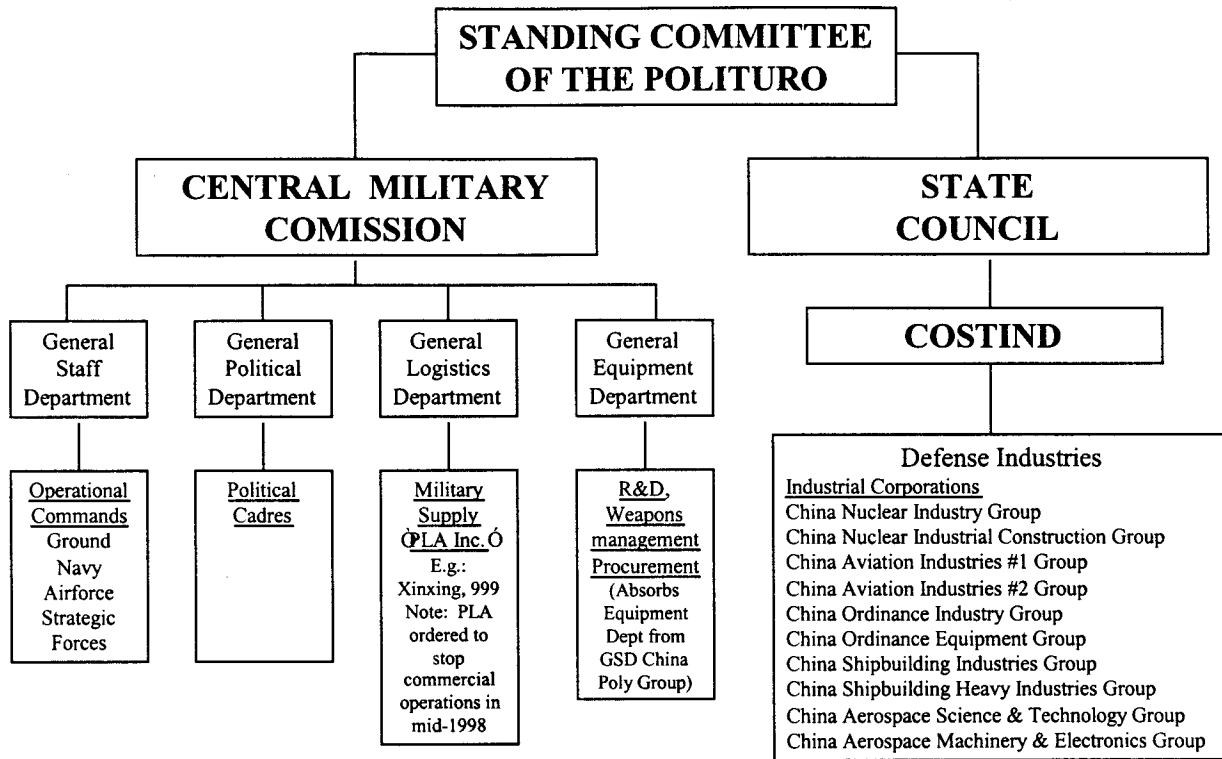 STANDING COMMITTEE
OF THE POLITURO
CENTRAL MILITARY
COMISSION
STATE
COUNCIL
General
Staff
Department
General
Political
Department
General
Logistics
Department
General
Equipment
Department
COSTIND
Operational
Commands
Ground
Navy
Airforce
Strategic
Forces
Political
Cadres
Military
Supply
ÒPLA Inc.Ó
E.g.:
Xinxing, 999
Note: PLA
ordered to
stop
commercial
operations in
mid-1998
R&D,
Weapons
management
Procurement
(Absorbs
Equipment
Dept from
GSD China
Poly Group)
Defense Industries
Industrial Corporations
China Nuclear Industry Group
China Nuclear Industrial Construction Group
China Aviation Industries #1 Group
China Aviation Industries #2 Group
China Ordinance Industry Group
China Ordinance Equipment Group
China Shipbuilding Industries Group
China Shipbuilding Heavy Industries Group
China Aerospace Science & Technology Group
China Aerospace Machinery & Electronics Group